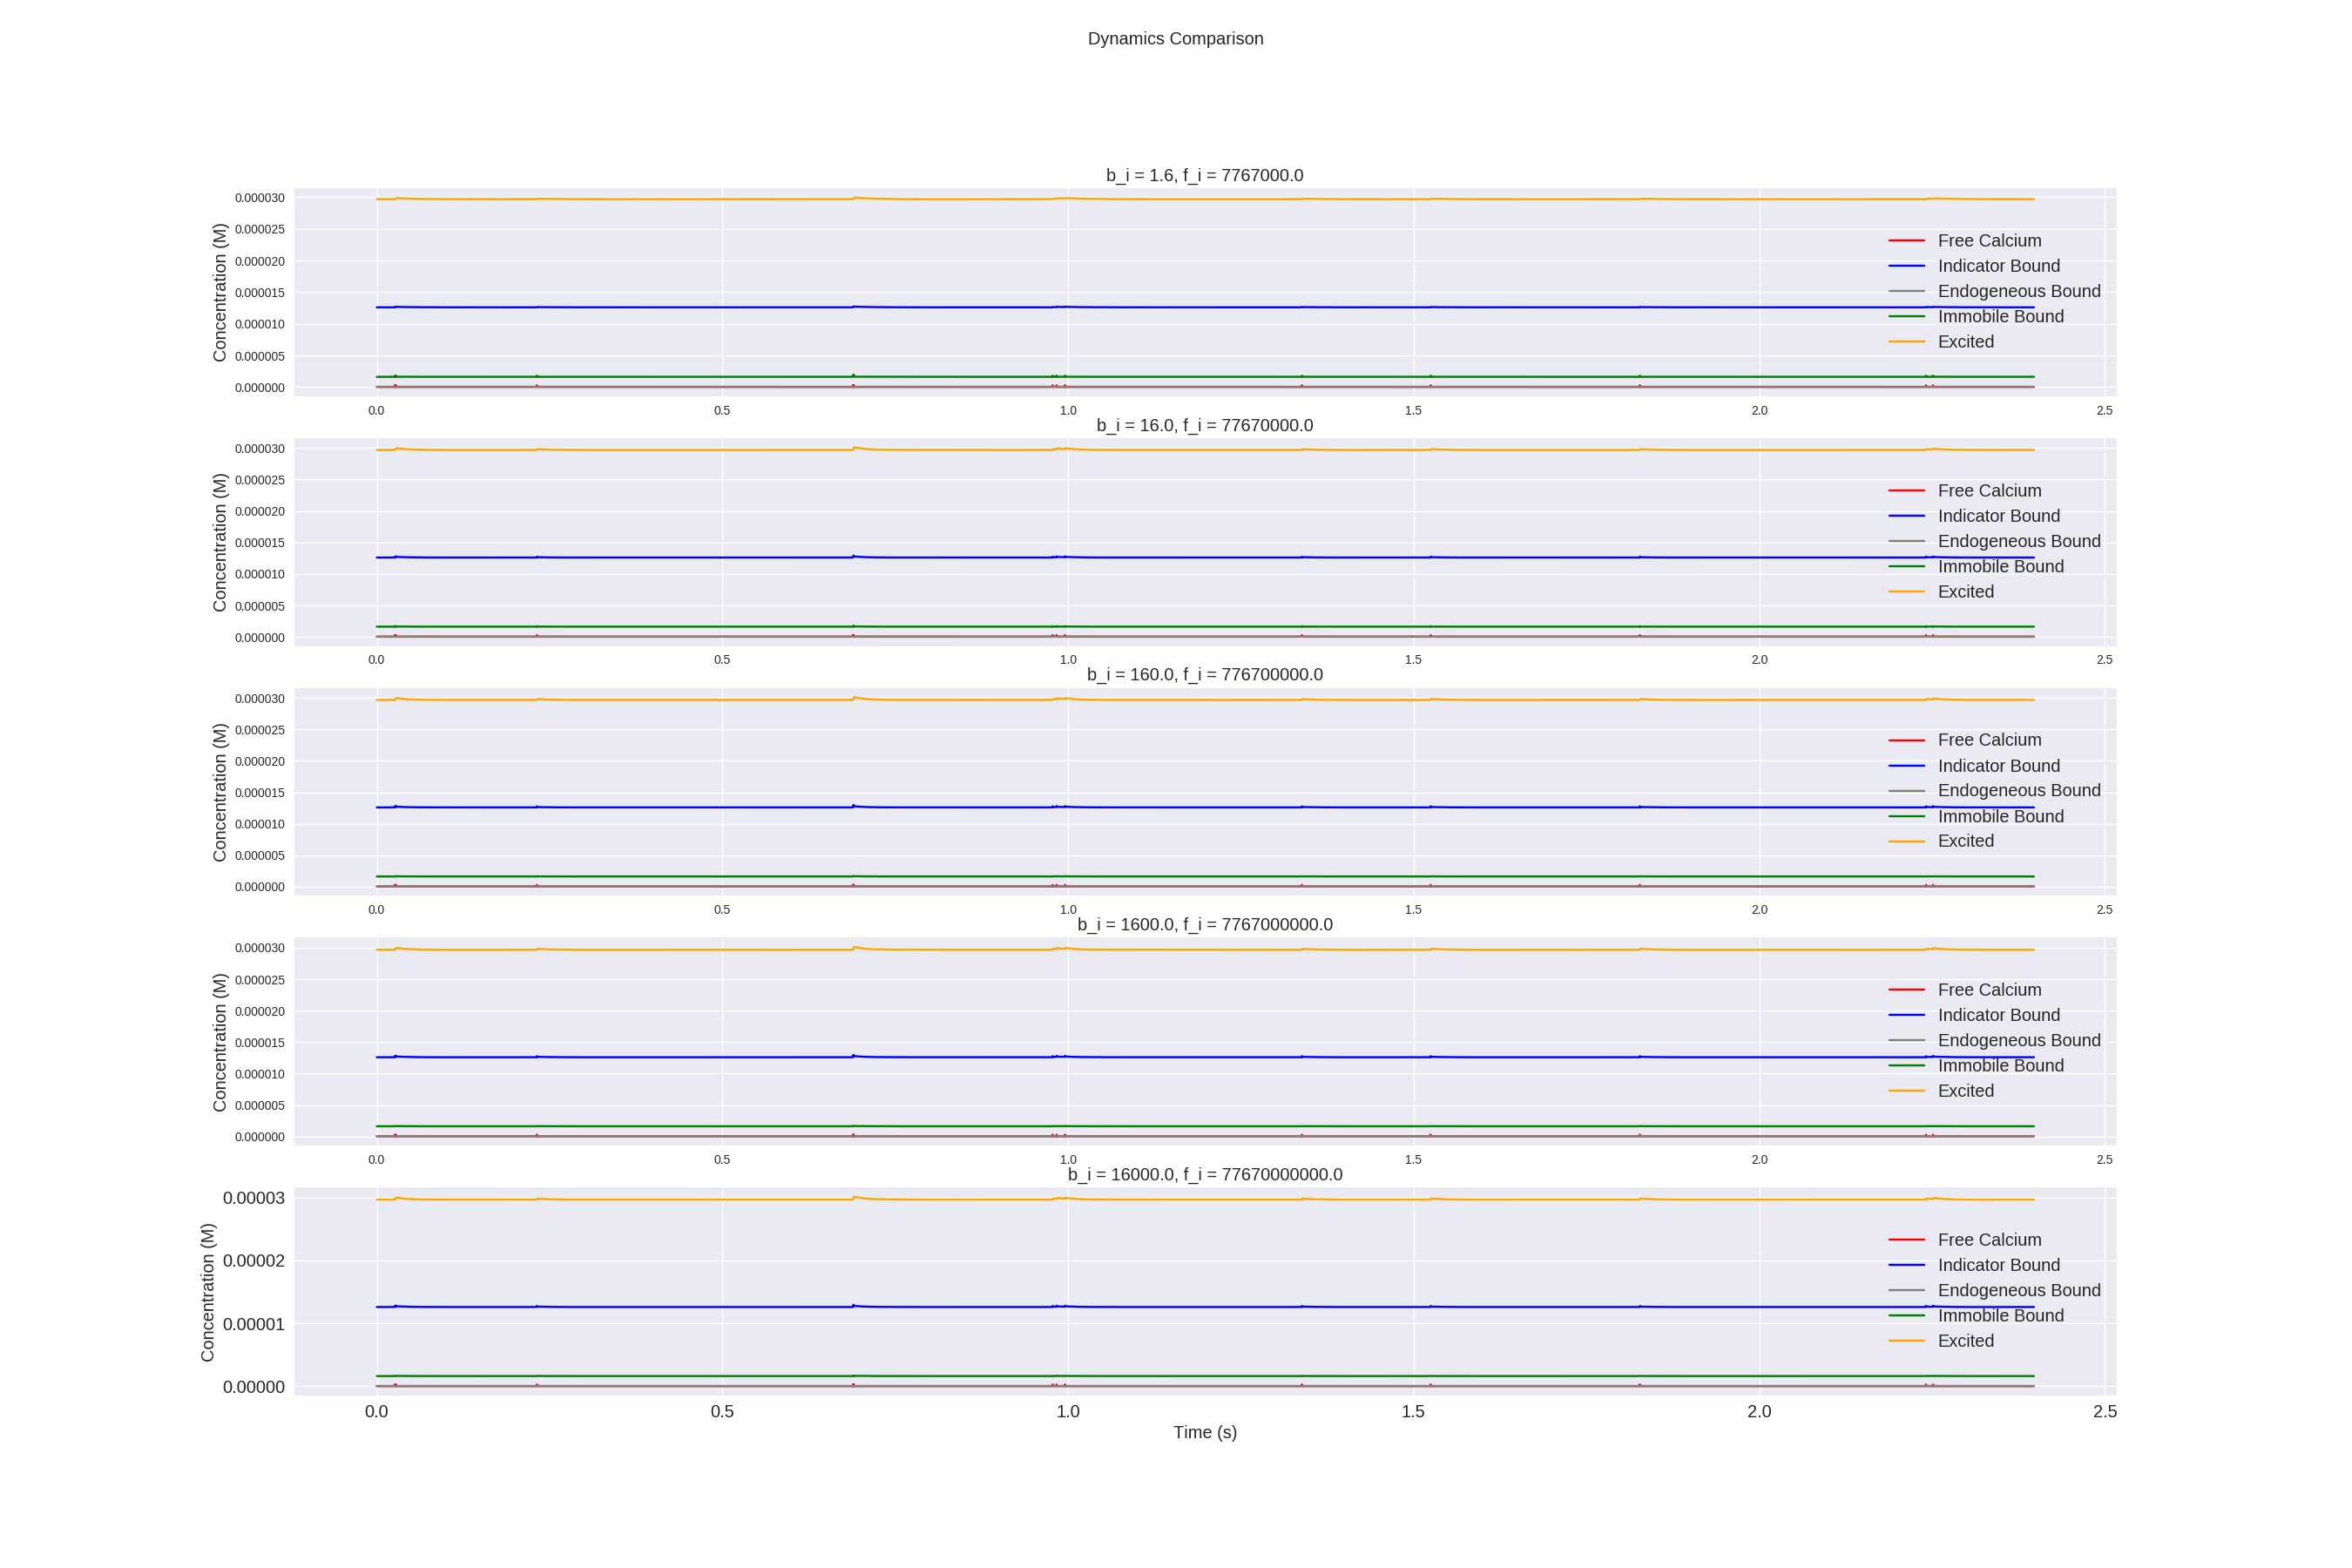 Dynamics Comparison
b_i = 1.6, f_i = 7767000.0
Concentration (M)
0.000030
0.000025
0.000020
0.000015
0.000010
0.000005
0.000000
Free Calcium
Indicator Bound
Endogeneous Bound
Immobile Bound
Excited
0.0 0.5 1.0 1.5 2.0 2.5
b_i = 16.0, f_i = 77670000.0
Concentration (M)
0.000030
0.000025
0.000020
0.000015
0.000010
0.000005
0.000000
Free Calcium
Indicator Bound
Endogeneous Bound
Immobile Bound
Excited
0.0 0.5 1.0 1.5 2.0 2.5
b_i = 160.0, f_i = 776700000.0
Concentration (M)
0.000030
0.000025
0.000020
0.000015
0.000010
0.000005
0.000000
Free Calcium
Indicator Bound
Endogeneous Bound
Immobile Bound
Excited
0.0 0.5 1.0 1.5 2.0 2.5
b_i = 1600.0, f_i = 7767000000.0
Concentration (M)
0.000030
0.000025
0.000020
0.000015
0.000010
0.000005
0.000000
Free Calcium
Indicator Bound
Endogeneous Bound
Immobile Bound
Excited
0.0 0.5 1.0 1.5 2.0 2.5
b_i = 16000.0, f_i = 77670000000.0
Concentration (M)
0.00003
0.00002
0.00001
0.00000
Free Calcium
Indicator Bound
Endogeneous Bound
Immobile Bound
Excited
0.0 0.5 1.0 1.5 2.0 2.5
Time (s)